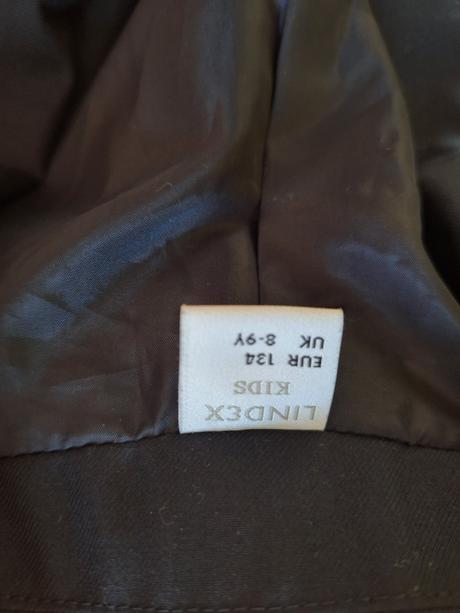 LINDEX
KIDS
EUR 134
UK 8-9Y